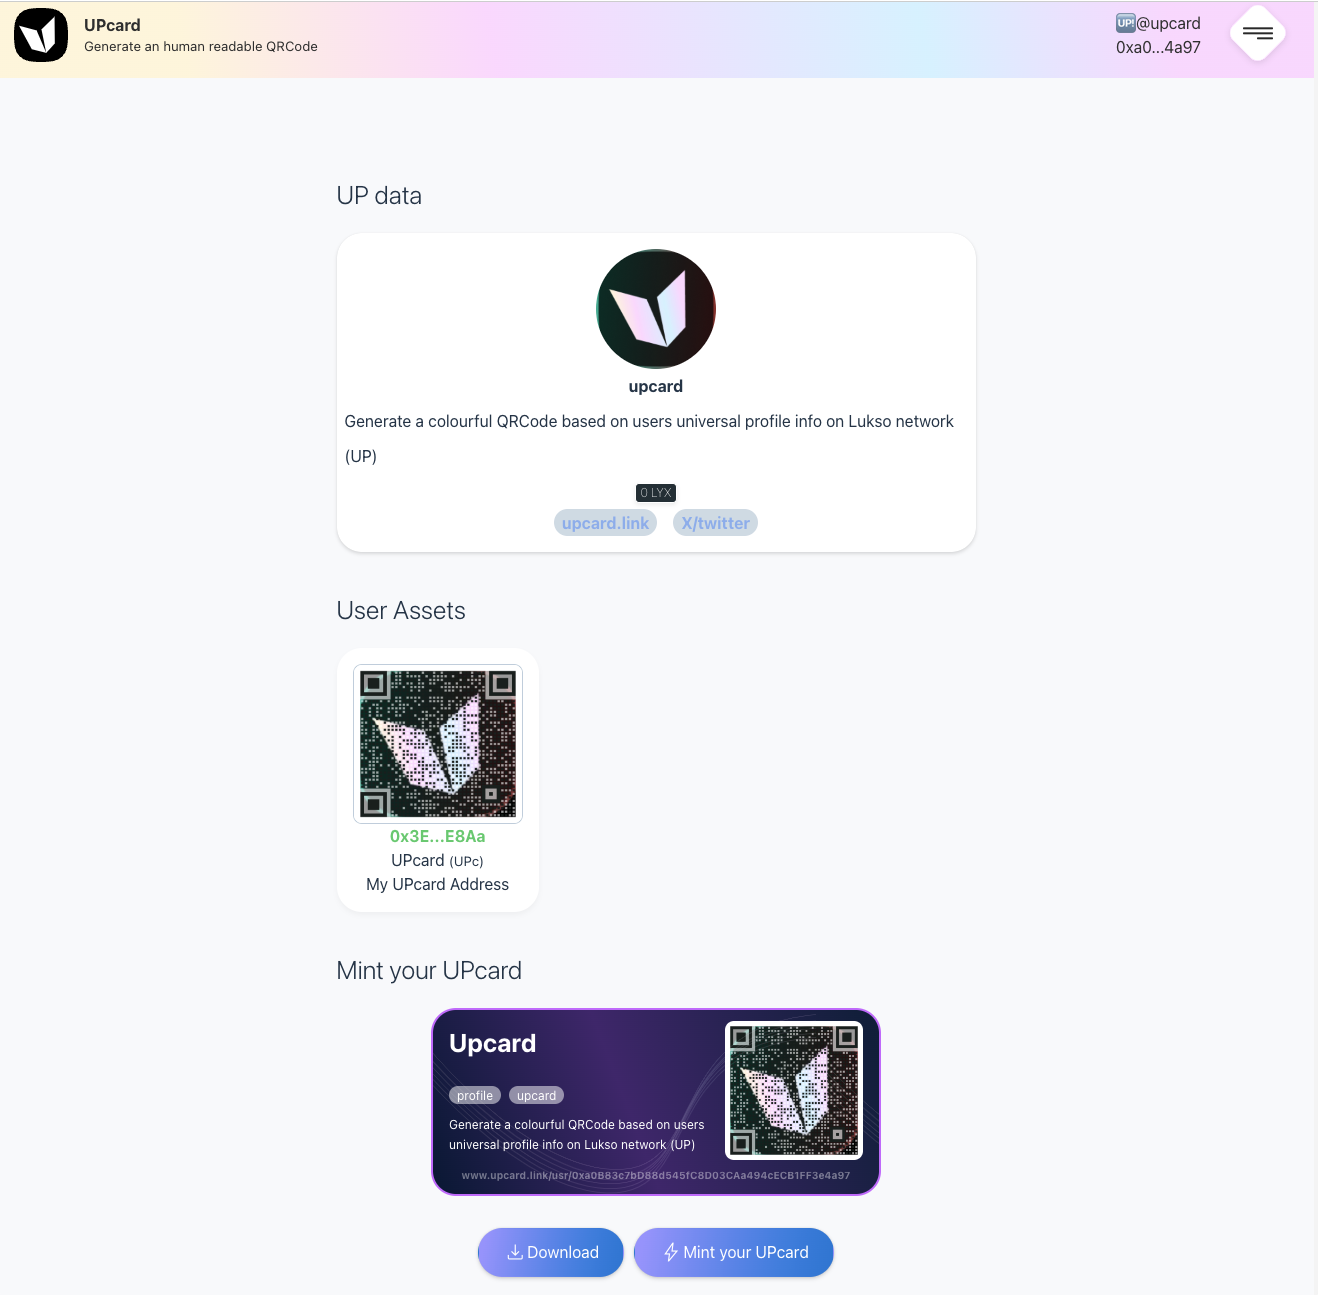 UPcard
Generate an human readable QRCode
UP!@upcard
0xa0...4a97
UP data
upcard
Generate a colourful QRCode based on users universal profile info on Lukso network
(UP)
0 LYX
upcard.link X/twitter
User Assets
0x3E...E8Aa
UPcard (UPc)
My UPcard Address
Mint your UPcard
Upcard
profile upcard
Generate a colourful QRCode based on users
universal profile info on Lukso network (UP)
www.upcard.link/usr/0xa0B83c7bD88d545fC8D03CAa494cECB1FF3e4a97
Download Mint your UPcard